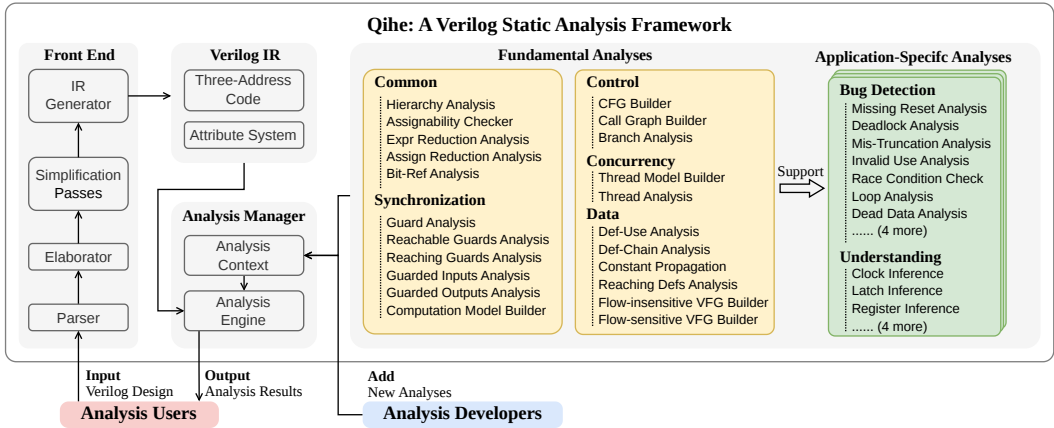 Qihe: A Verilog Static Analysis Framework
Front End
IR
Generator
Simplification
Passes
Elaborator
Parser
Verilog IR
Three-Address
Code
Attribute System
Analysis Manager
Analysis
Context
Analysis
Engine
Fundamental Analyses
Common
Hierarchy Analysis
Assignability Checker
Expr Reduction Analysis
Assign Reduction Analysis
Bit-Ref Analysis
Synchronization
Guard Analysis
Reachable Guards Analysis
Reaching Guards Analysis
Guarded Inputs Analysis
Guarded Outputs Analysis
Computation Model Builder
Control
CFG Builder
Call Graph Builder
Branch Analysis
Concurrency
Thread Model Builder
Thread Analysis
Data
Def-Use Analysis
Def-Chain Analysis
Constant Propagation
Reaching Defs Analysis
Flow-insensitive VFG Builder
Flow-sensitive VFG Builder
Support
Application-Specifc Analyses
Bug Detection
Missing Reset Analysis
Deadlock Analysis
Mis-Truncation Analysis
Invalid Use Analysis
Race Condition Check
Loop Analysis
Dead Data Analysis
...... (4 more)
Understanding
Clock Inference
Latch Inference
Register Inference
...... (4 more)
Input
Verilog Design
Output
Analysis Results
Add
New Analyses
Analysis Users
Analysis Developers